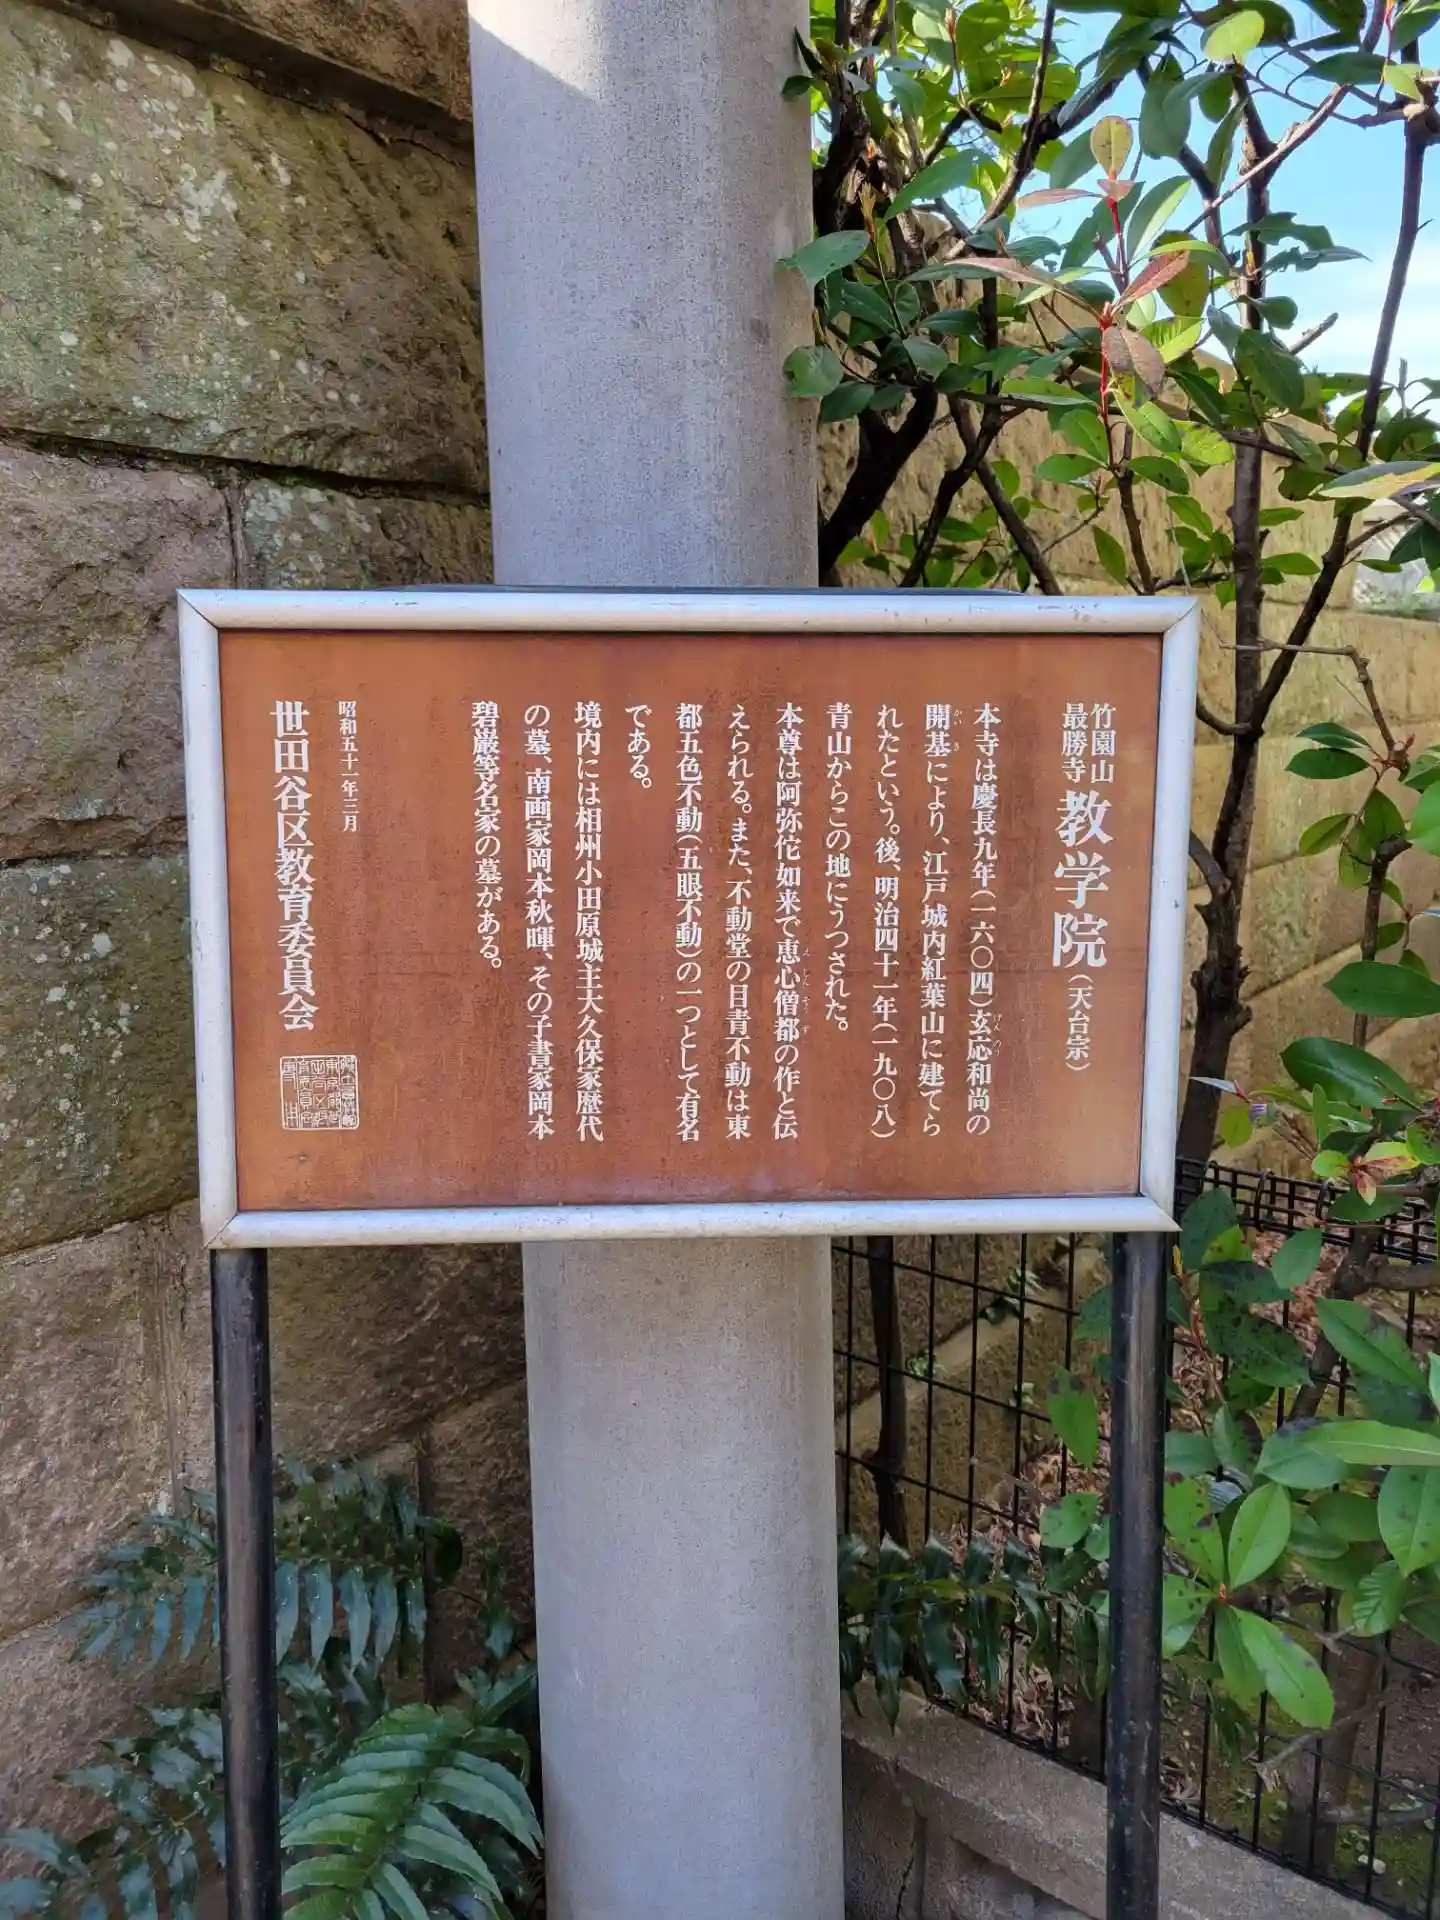 竹園山
最勝寺
教学院(天台宗)
本寺は慶長九年(一六〇四)玄応和尚の
開基により、江戸城内紅葉山に建てら
れたという。後、明治四十一年(一九〇八)
青山からこの地にうつされた。
本尊は阿弥佗如来で恵心僧都の作と伝
えられる。また、不動堂の目青不動は東
都五色不動(五眼不動)の一つとして有名
である。
境内には相州小田原城主大久保家歴代
の墓、南画家岡本秋暉、その子書家岡本
碧巌等名家の墓がある。
昭和五十一年三月
世田谷区教育委員会